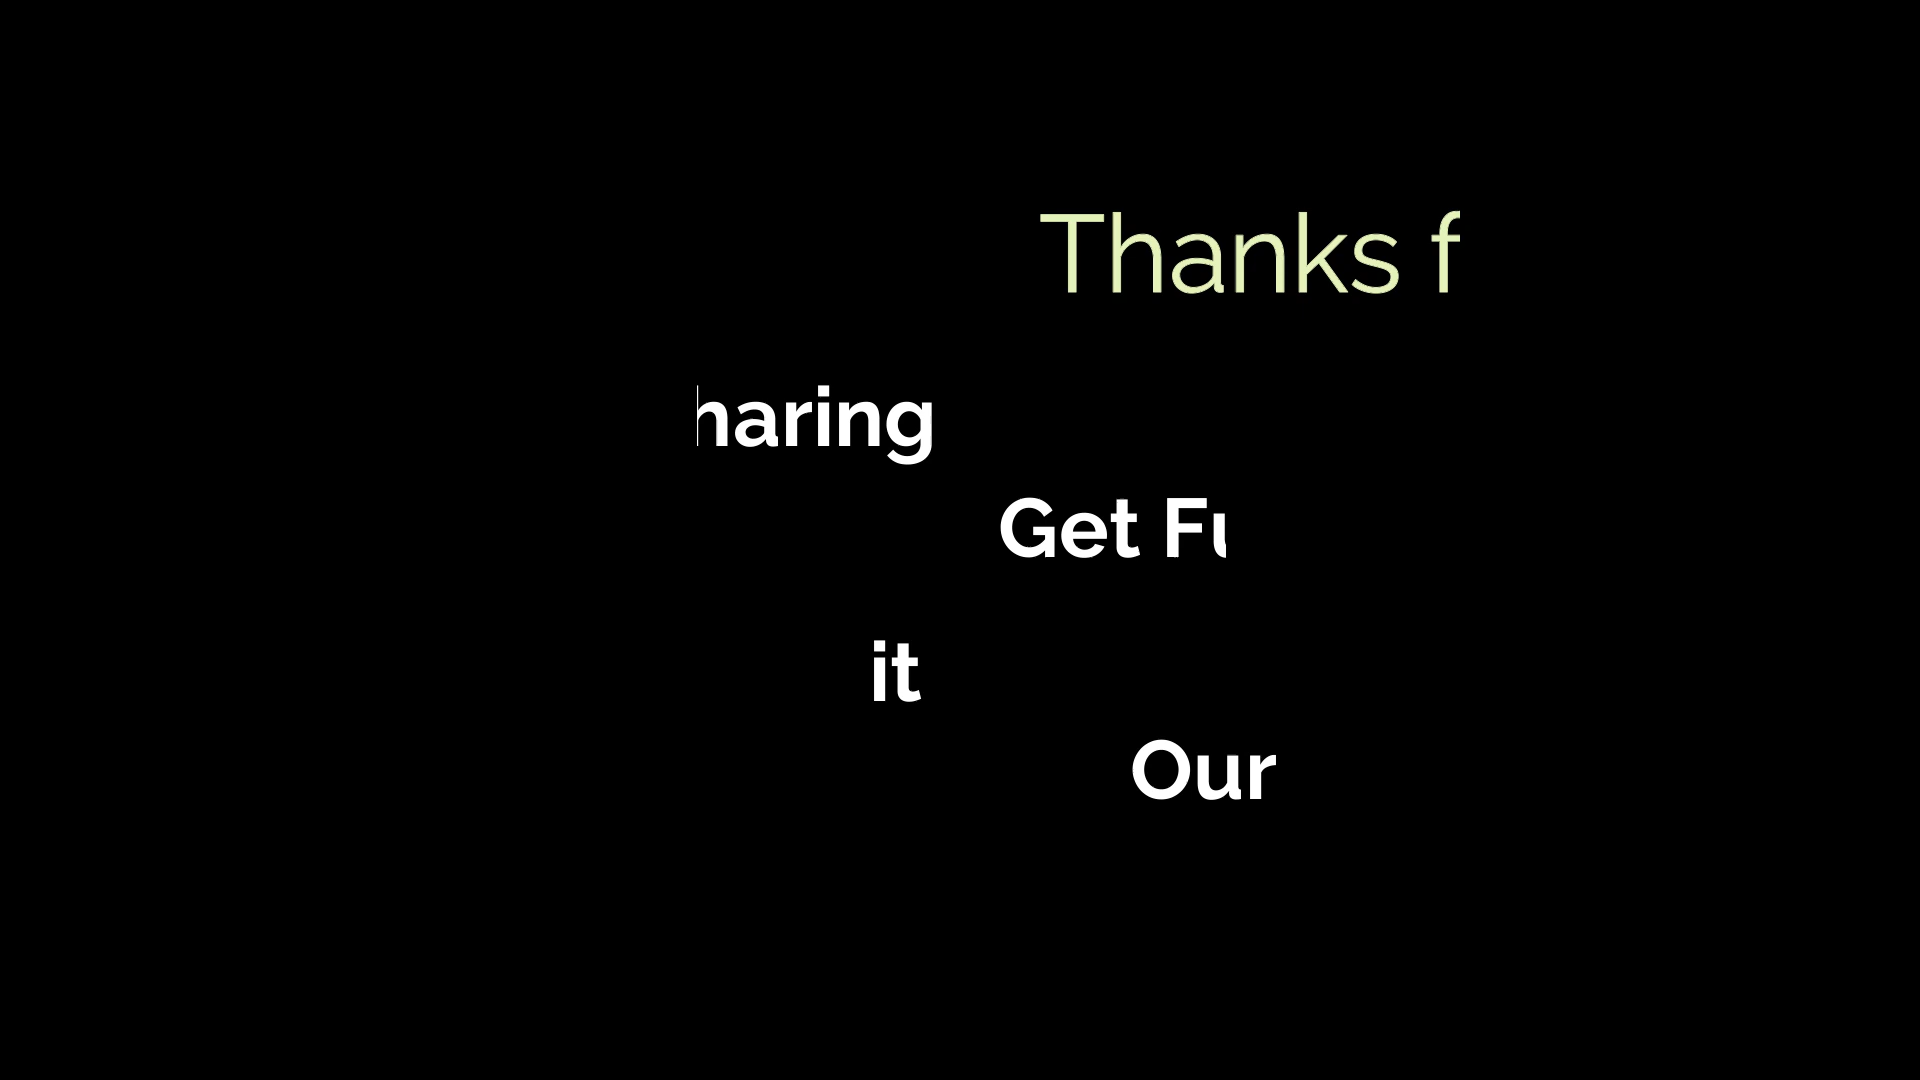 Thanks f
haring
Get Fu
it
Our